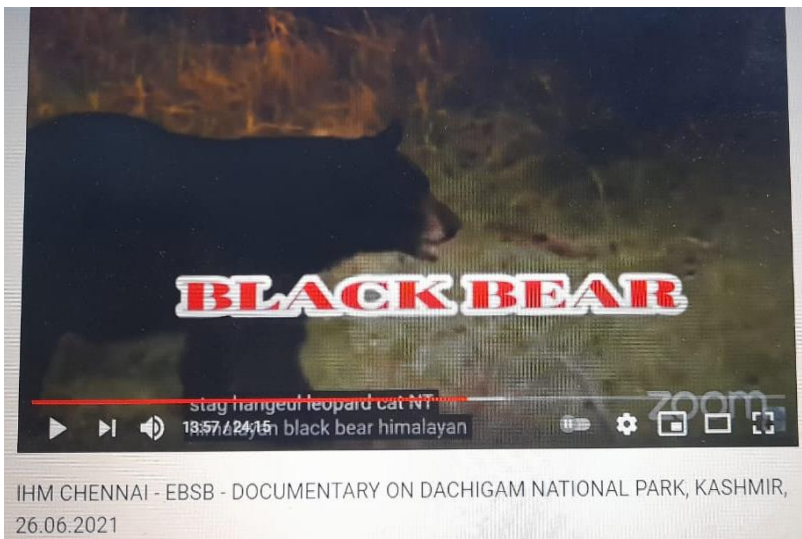 BLACK BEAR
stag hangeul leopard cat NT
zoom
13:57 / 24:15
himalayan black bear himalayan
IHM CHENNAI - EBSB - DOCUMENTARY ON DACHIGAM NATIONAL PARK, KASHMIR,
26.06.2021